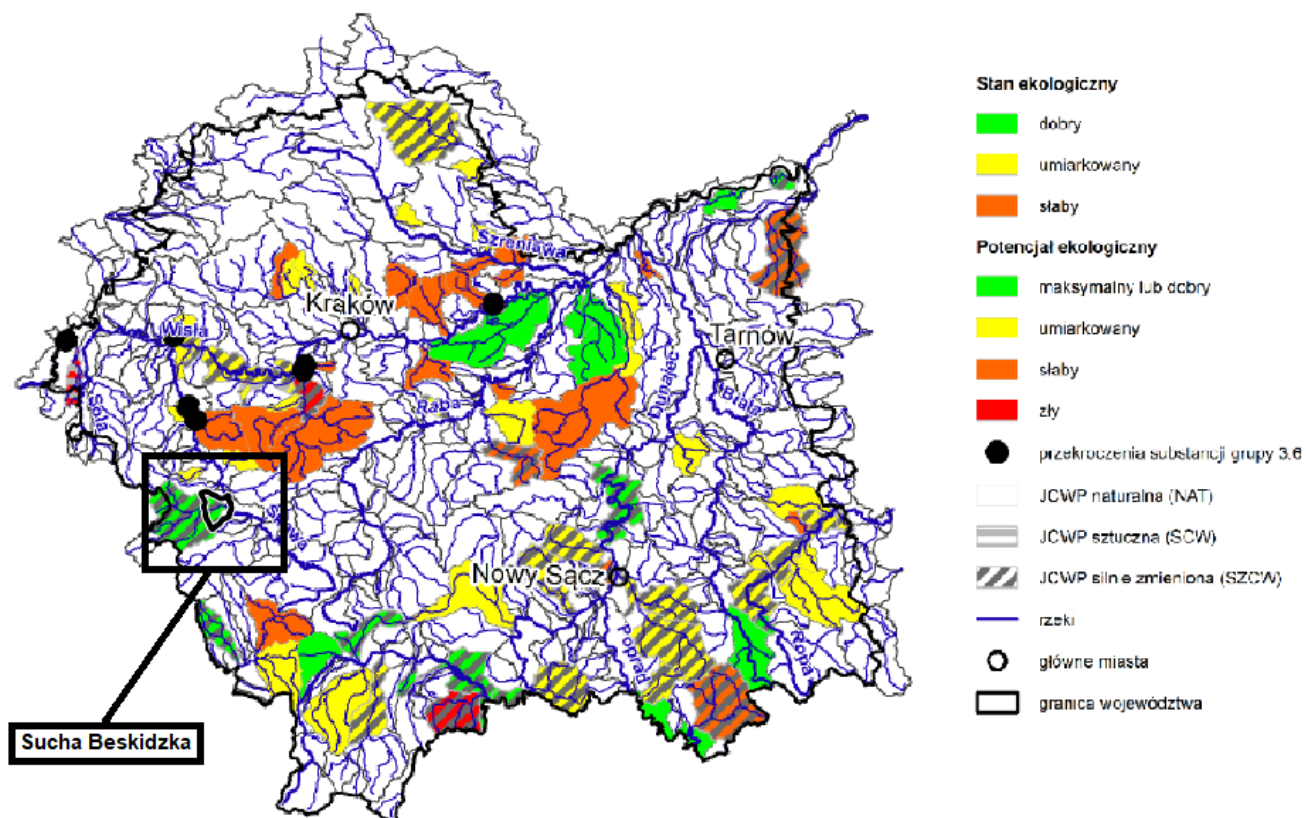 Stan ekologiczny
dobry
umiarkowany
słaby
Potencjał ekologiczny
maksymalny lub dobry
umiarkowany
słaby
zły
przekroczenia substancji grupy 3.6
JCWP naturalna (NAT)
JCWP sztuczna (SCW)
JCWP silnie zmieniona (SZCW)
rzeki
główne miasta
granica województwa
Szreniawa
Kraków
Wisła
Tarnów
Soła
Raba
Dunajec
Biała
Nowy Sącz
Poprad
Ropa
Sucha Beskidzka